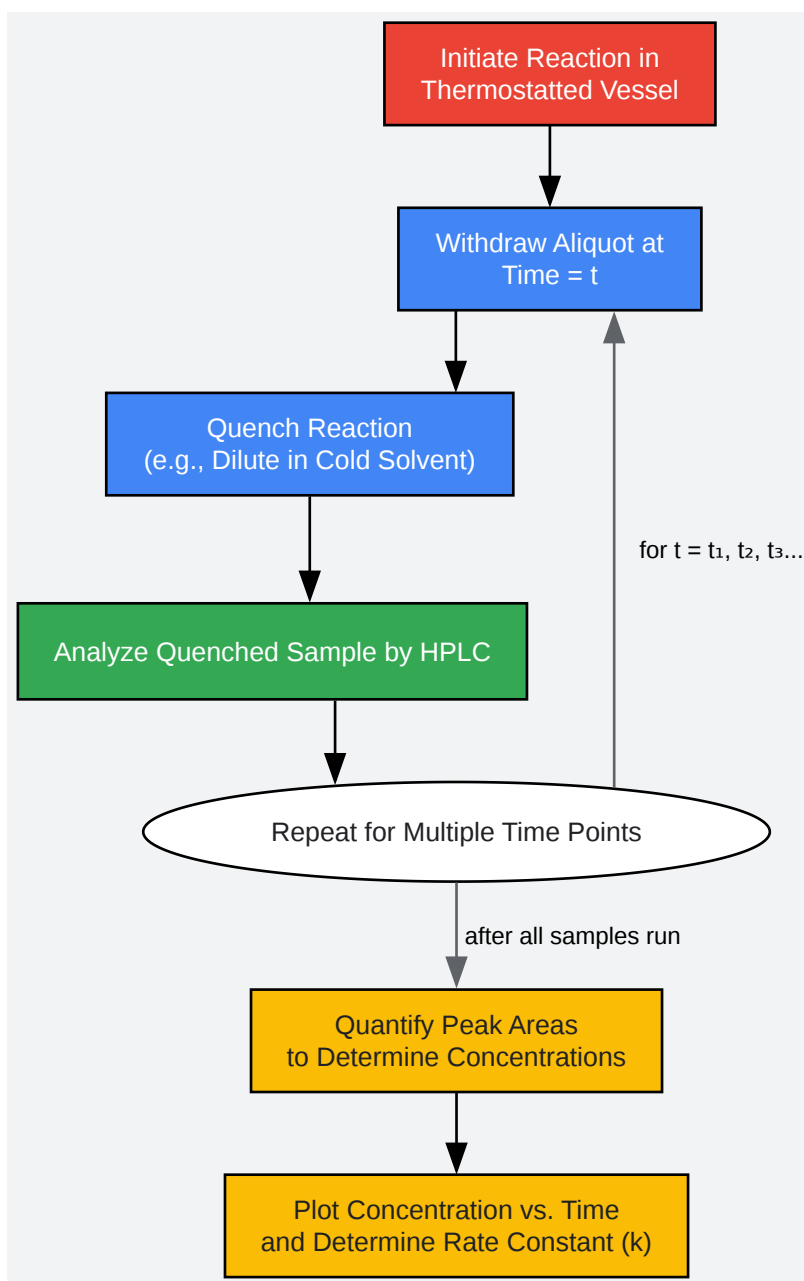 Initiate Reaction in
Thermostatted Vessel
Withdraw Aliquot at
Time = t
Quench Reaction
(e.g., Dilute in Cold Solvent)
for t = t₁, t₂, t₃...
Analyze Quenched Sample by HPLC
Repeat for Multiple Time Points
after all samples run
Quantify Peak Areas
to Determine Concentrations
Plot Concentration vs. Time
and Determine Rate Constant (k)